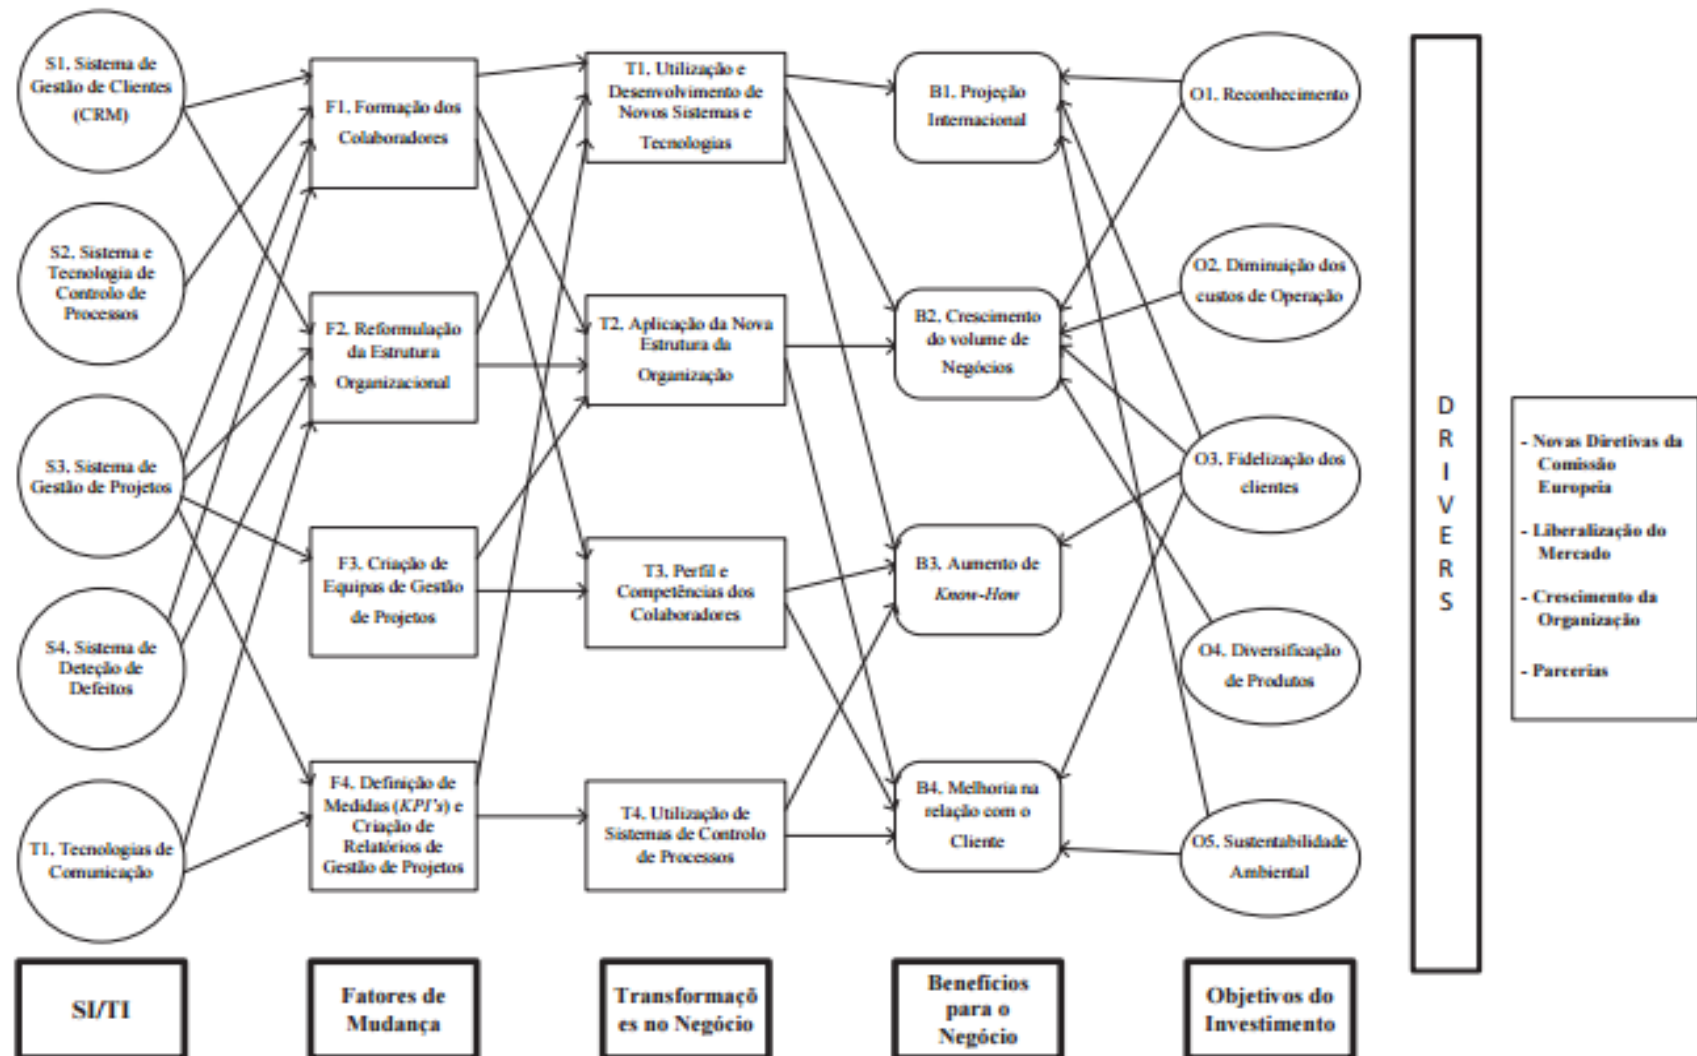 S1. Sistema de
Gestão de Clientes
(CRM)
S2. Sistema e
Tecnologia de
Controlo de
Processos
S3. Sistema de
Gestão de Projetos
S4. Sistema de
Deteção de
Defeitos
T1. Tecnologias de
Comunicação
SI/TI
F1. Formação dos
Colaboradores
F2. Reformulação
da Estrutura
Organizacional
F3. Criação de
Equipas de Gestão
de Projetos
F4. Definição de
Medidas (KPI's) e
Criação de
Relatórios de
Gestão de Projetos
Fatores de
Mudança
T1. Utilização e
Desenvolvimento de
Novos Sistemas e
Tecnologias
T2. Aplicação da Nova
Estrutura da
Organização
T3. Perfil e
Competências dos
Colaboradores
T4. Utilização de
Sistemas de Controlo
de Processos
Transformaçõ
es no Negócio
B1. Projeção
Internacional
B2. Crescimento
do volume de
Negócios
B3. Aumento de
Know-How
B4. Melhoria na
relação com o
Cliente
Benefícios
para o
Negócio
O1. Reconhecimento
O2. Diminuição dos
custos de Operação
O3. Fidelização dos
clientes
O4. Diversificação
de Produtos
O5. Sustentabilidade
Ambiental
Objetivos do
Investimento
D
R
I
V
E
R
S
- Novas Diretivas da
Comissão
Europeia
- Liberalização do
Mercado
- Crescimento da
Organização
- Parcerias